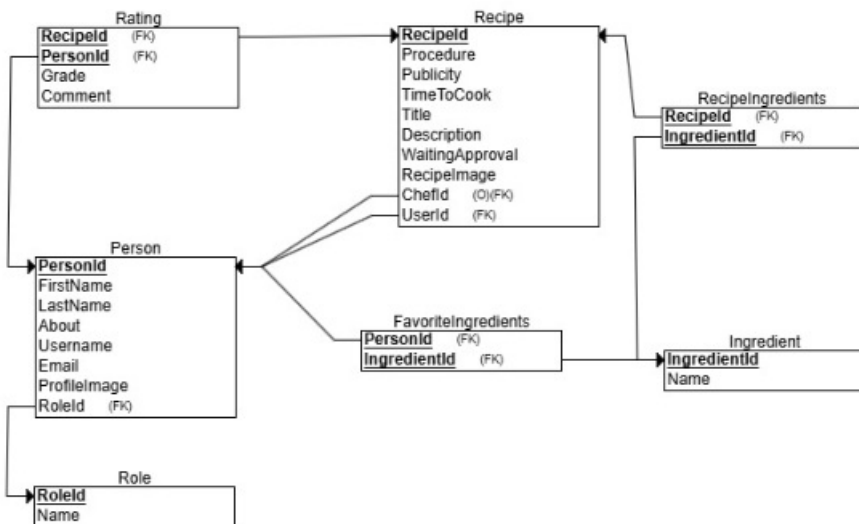 Rating
RecipeId (FK)
PersonId (FK)
Grade
Comment
Recipe
RecipeId
Procedure
Publicity
TimeToCook
Title
Description
WaitingApproval
RecipeImage
ChefId (O)(FK)
UserId (FK)
RecipeIngredients
RecipeId (FK)
IngredientId (FK)
Person
PersonId
FirstName
LastName
About
Username
Email
ProfileImage
RoleId (FK)
FavoriteIngredients
PersonId (FK)
IngredientId (FK)
Ingredient
IngredientId
Name
Role
RoleId
Name